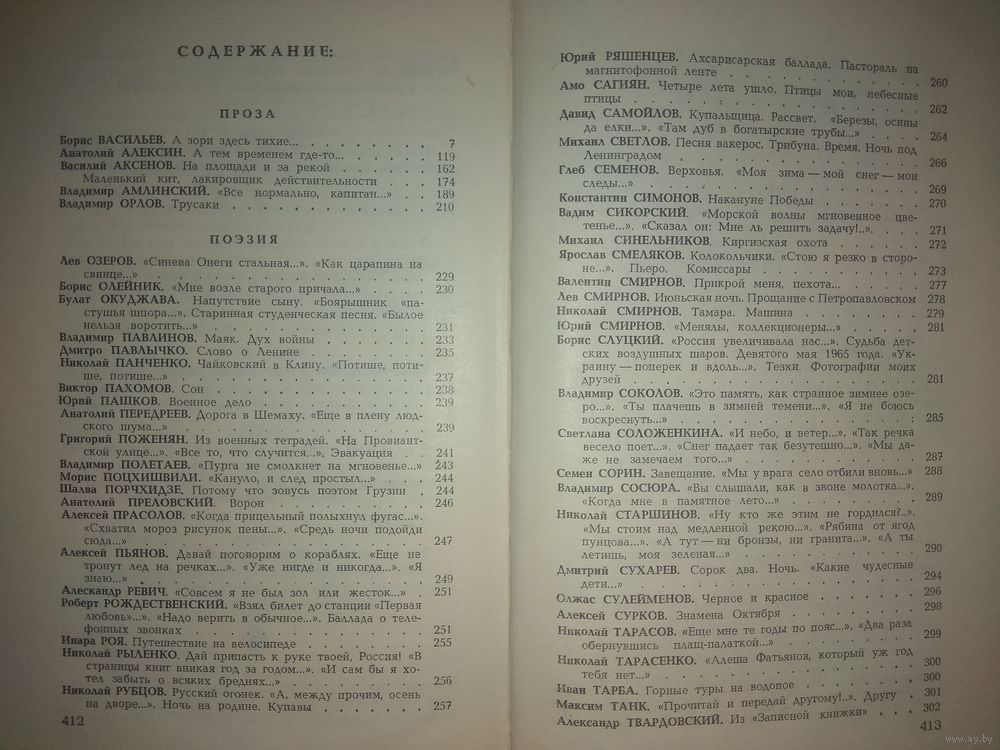 СОДЕРЖАНИЕ:
ПРОЗА
Борис ВАСИЛЬЕВ. А зори здесь тихие... 7
Анатолий АЛЕКСИН. А тем временем где-то... 119
Василий АКСЕНОВ. На площади и за рекой 162
Маленький кит, лакировщик действительности 174
Владимир АМЛИНСКИЙ. «Все нормально, капитан...» 189
Владимир ОРЛОВ. Трусаки 210
ПОЭЗИЯ
Лев ОЗЕРОВ. «Синева Онеги стальная...». «Как царапина на
свинце...» 229
Борис ОЛЕЙНИК. «Мне возле старого причала...» 230
Булат ОКУДЖАВА. Напутствие сыну. «Боярышник «па-
стушья шпора...». Старинная студенческая песня. «Былое
нельзя воротить...» 231
Владимир ПАВЛИНОВ. Маяк. Дух войны 233
Дмитро ПАВЛЫЧКО. Слово о Ленине 235
Николай ПАНЧЕНКО. Чайковский в Клину. «Потише, поти-
ше, потише...» 237
Виктор ПАХОМОВ. Сон 238
Юрий ПАШКОВ. Военное дело 239
Анатолий ПЕРЕДРЕЕВ. Дорога в Шемаху. «Еще в плену люд-
ского шума...» 239
Григорий ПОЖЕНЯН. Из военных тетрадей. «На Провиант-
ской улице...». «Все то, что случится...». Эвакуация 241
Владимир ПОЛЕТАЕВ. «Пурга не смолкнет на мгновенье...» 243
Морис ПОЦХИШВИЛИ. «Кануло, и след простыл...» 244
Шалва ПОРЧХИДЗЕ. Потому что зовусь поэтом Грузии 244
Анатолий ПРЕЛОВСКИЙ. Ворон 246
Алексей ПРАСОЛОВ. «Когда прицельный полыхнул фугас...».
«Схватил мороз рисунок пены...». «Средь ночи подойди
сюда...» 247
Алексей ПЬЯНОВ. Давай поговорим о кораблях. «Еще не
тронут лед на речках...». «Уже нигде и никогда...». «Я
знаю...» 249
Алескандр РЕВИЧ. «Совсем я не был зол или жесток...» 251
Роберт РОЖДЕСТВЕНСКИЙ. «Взял билет до станции «Первая
любовь»...». «Надо верить в обычное...». Баллада о теле-
фонных звонках 251
Инара РОЯ. Путешествие на велосипеде 255
Николай РЫЛЕНКО. Дай припасть к руке твоей, Россия! «В
страницы книг вникая год за годом...». «И сам бы я хо-
тел забыть о всяких бреднях...» 256
Николай РУБЦОВ. Русский огонек. «А, между прочим, осень
на дворе...». Ночь на родине. Купавы 257
412
Юрий РЯШЕНЦЕВ. Ахсарисарская баллада. Пастораль на
магнитофонной ленте 260
Амо САГИЯН. Четыре лета ушло. Птицы мои, небесные
птицы 262
Давид САМОЙЛОВ. Купальщица. Рассвет. «Березы, осины
да елки...». «Там дуб в богатырские трубы...» 264
Михаил СВЕТЛОВ. Песня вакерос. Трибуна. Время. Ночь под
Ленинградом 266
Глеб СЕМЕНОВ. Верховья. «Моя зима — мой снег — мои
следы...» 269
Константин СИМОНОВ. Накануне Победы 270
Вадим СИКОРСКИЙ. «Морской волны мгновенное цве-
тенье...». «Сказал он: Мне ль решить задачу!..». 271
Михаил СИНЕЛЬНИКОВ. Киргизская охота 272
Ярослав СМЕЛЯКОВ. Колокольчики. «Стою я резко в сторо-
не...». Пьеро. Комиссары 273
Валентин СМИРНОВ. Прикрой меня, пехота... 277
Лев СМИРНОВ. Июньская ночь. Прощание с Петропавловском 278
Николай СМИРНОВ. Тамара. Машина 279
Юрий СМИРНОВ. «Менялы, коллекционеры...» 281
Борис СЛУЦКИЙ. «Россия увеличивала нас...». Судьба дет-
ских воздушных шаров. Девятого мая 1965 года. «Ук-
раину — поперек и вдоль...». Тезки. Фотографии моих
друзей 281
Владимир СОКОЛОВ. «Это память, как странное зимнее озе-
ро...». «Ты плачешь в зимней темени...». «Я не боюсь
воскреснуть...» 285
Светлана СОЛОЖЕНКИНА. «И небо, и ветер...». «Так речка
весело поет...». «Снег падает так безутешно...». «Мы да-
же не замечаем того...» 287
Семен СОРИН. Завещание. «Мы у врага село отбили вновь...» 288
Владимир СОСЮРА. «Вы слышали, как в звоне молотка...».
«Когда мне в памятное лето...» 289
Николай СТАРШИНОВ. «Ну кто же этим не гордился?..».
«Мы стоим над медленной рекою...». «Рябина от ягод
пунцова...». «А тут — ни бронзы, ни гранита...». «А ты
летишь, моя зеленая...» 290
Дмитрий СУХАРЕВ. Сорок два. Ночь. «Какие чудесные
дети...» 294
Олжас СУЛЕЙМЕНОВ. Черное и красное 296
Алексей СУРКОВ. Знамена Октября 298
Николай ТАРАСОВ. «Еще мне те годы по пояс...». «Два раза
обернувшись плащ-палаткой...» 299
Николай ТАРАСЕНКО. «Алеша Фатьянов, который уж год
тебя нет...» 300
Иван ТАРБА. Горные туры на водопое 300
Максим ТАНК. «Прочитай и передай другому!..». Другу 301
Александр ТВАРДОВСКИЙ. Из «Записной книжки» 302
413
www.ay.by